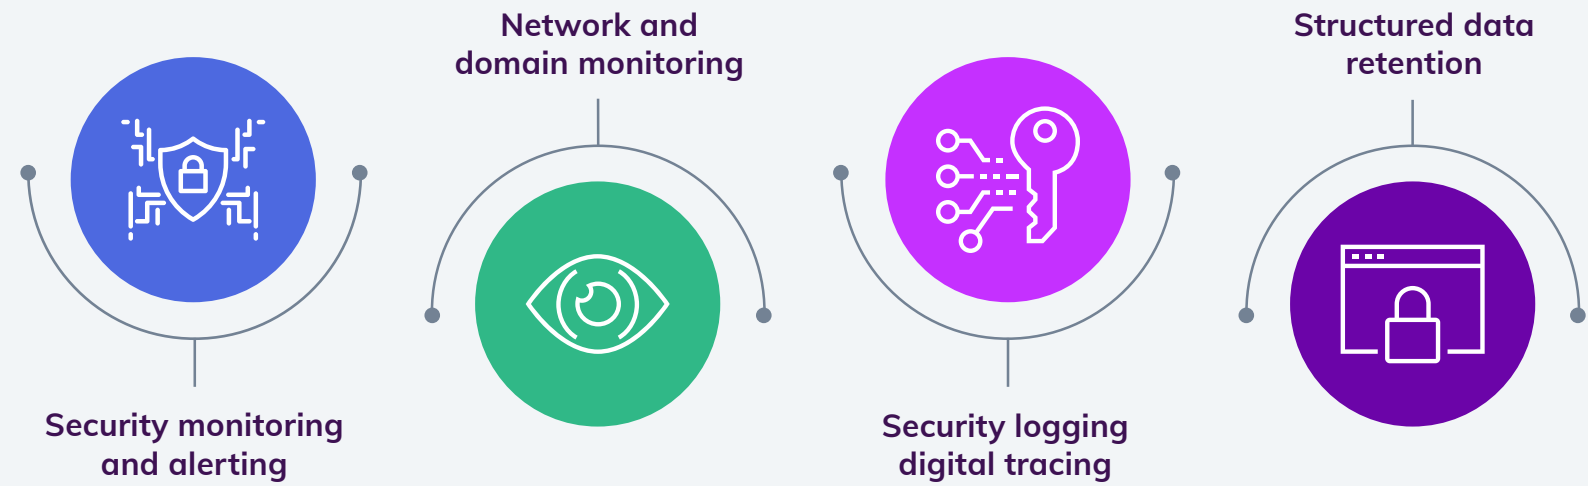 Security monitoring
and alerting
Network and
domain monitoring
Security logging
digital tracing
Structured data
retention